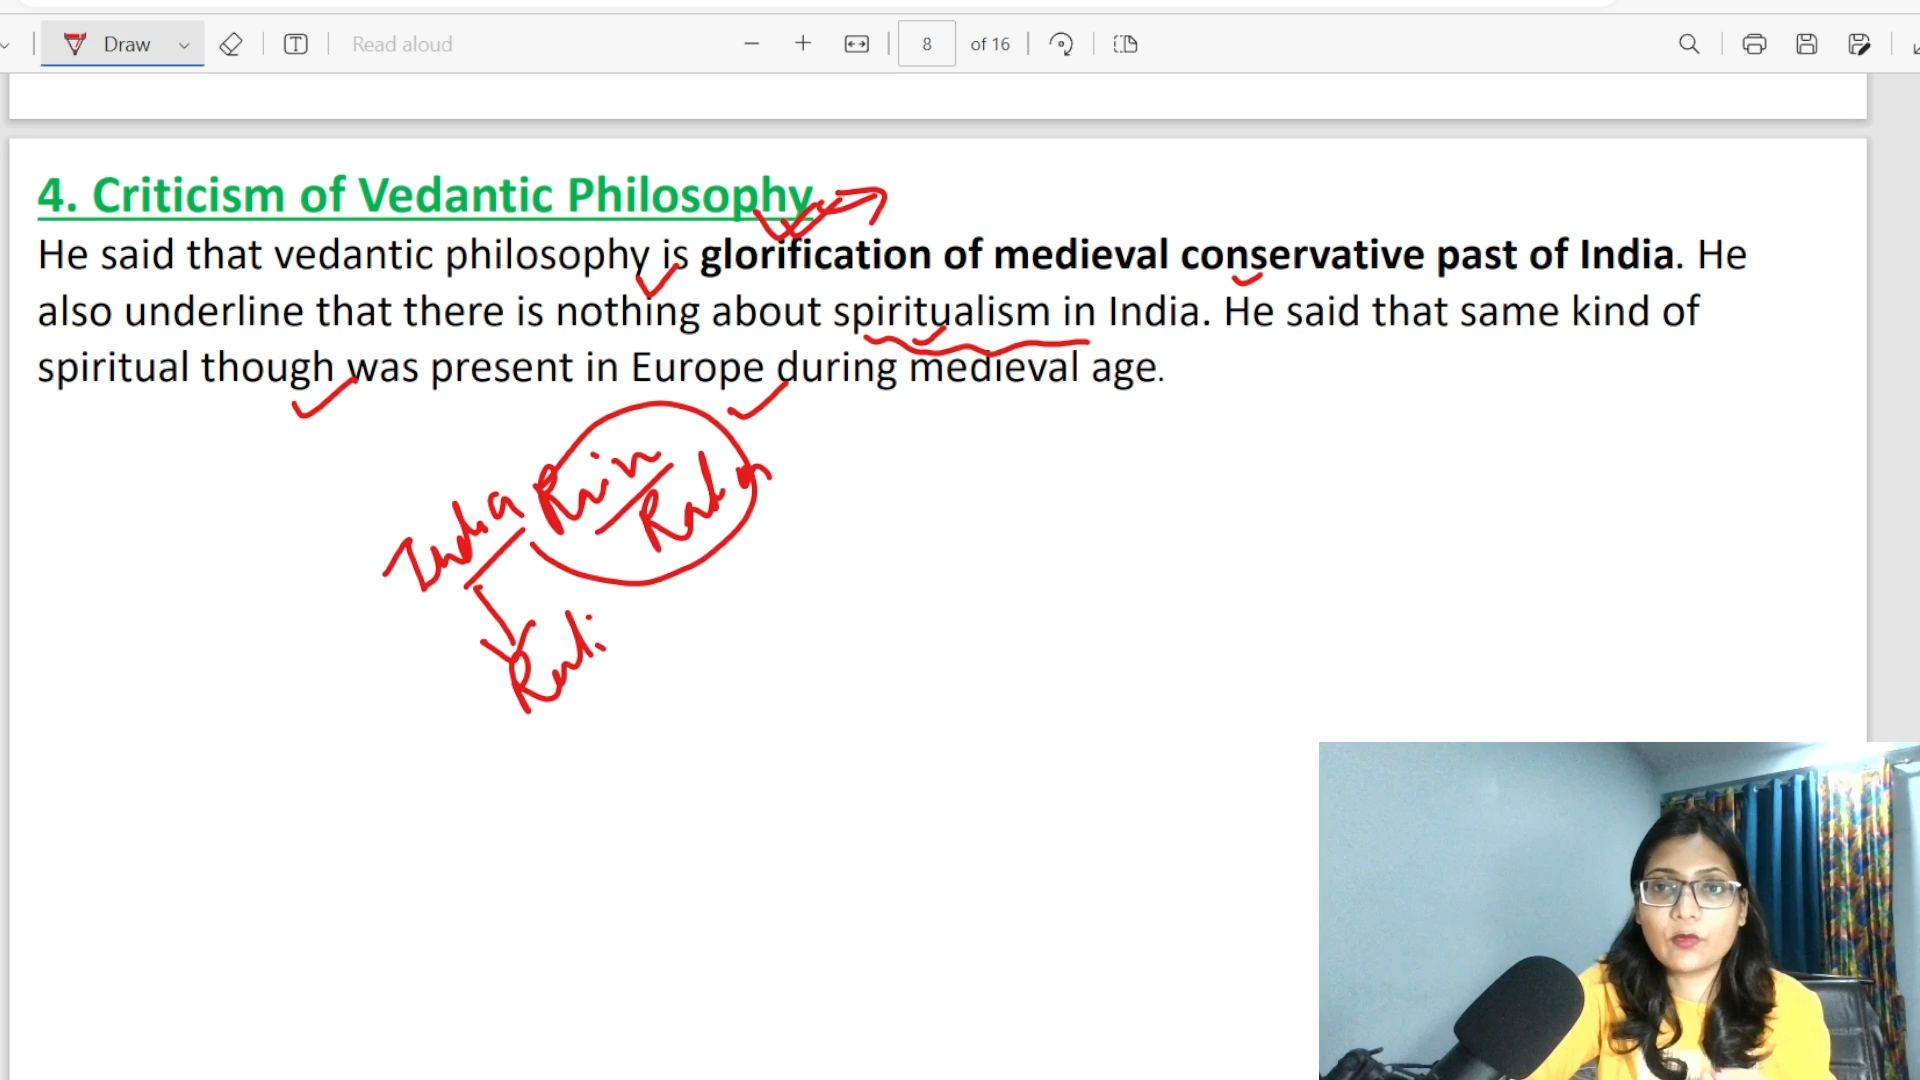 Draw
Read aloud
8 of 16
4. Criticism of Vedantic Philosophy
He said that vedantic philosophy is glorification of medieval conservative past of India. He
also underline that there is nothing about spiritualism in India. He said that same kind of
spiritual though was present in Europe during medieval age.
India